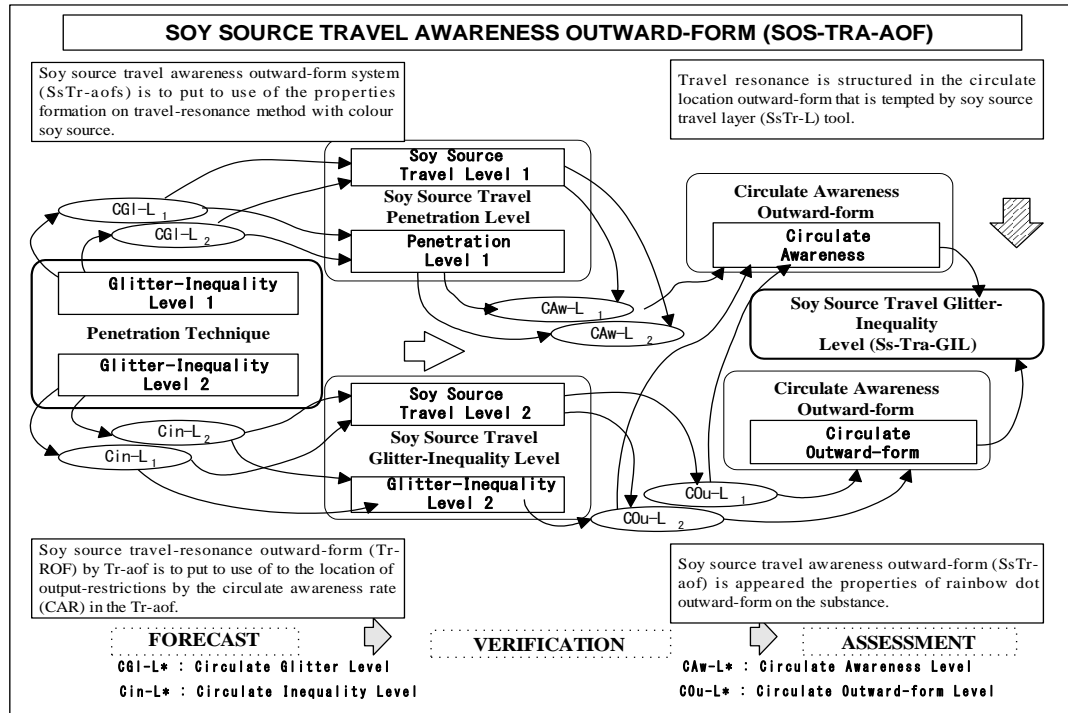 SOY SOURCE TRAVEL AWARENESS OUTWARD-FORM (SOS-TRA-AOF)
Soy source travel awareness outward-form system
(SsTr-aofs) is to put to use of the properties
formation on travel-resonance method with colour
soy source.
Travel resonance is structured in the circulate
location outward-form that is tempted by soy source
travel layer (SsTr-L) tool.
Soy Source
Travel Level 1
Soy Source Travel
Penetration Level
Penetration
Level 1
CGl-L 1
CGl-L 2
Glitter-Inequality
Level 1
Penetration Technique
Glitter-Inequality
Level 2
Cin-L 2
Cin-L 1
CAw-L 1
CAw-L 2
Circulate Awareness
Outward-form
Circulate
Awareness
Soy Source Travel Glitter-
Inequality
Level (Ss-Tra-GIL)
Soy Source
Travel Level 2
Soy Source Travel
Glitter-Inequality Level
Glitter-Inequality
Level 2
Circulate Awareness
Outward-form
Circulate
Outward-form
COu-L 1
COu-L 2
Soy source travel-resonance outward-form (Tr-
ROF) by Tr-aof is to put to use of to the location of
output-restrictions by the circulate awareness rate
(CAR) in the Tr-aof.
Soy source travel awareness outward-form (SsTr-
aof) is appeared the properties of rainbow dot
outward-form on the substance.
FORECAST
VERIFICATION
ASSESSMENT
CGl-L* : Circulate Glitter Level
Cin-L* : Circulate Inequality Level
CAw-L* : Circulate Awareness Level
COu-L* : Circulate Outward-form Level